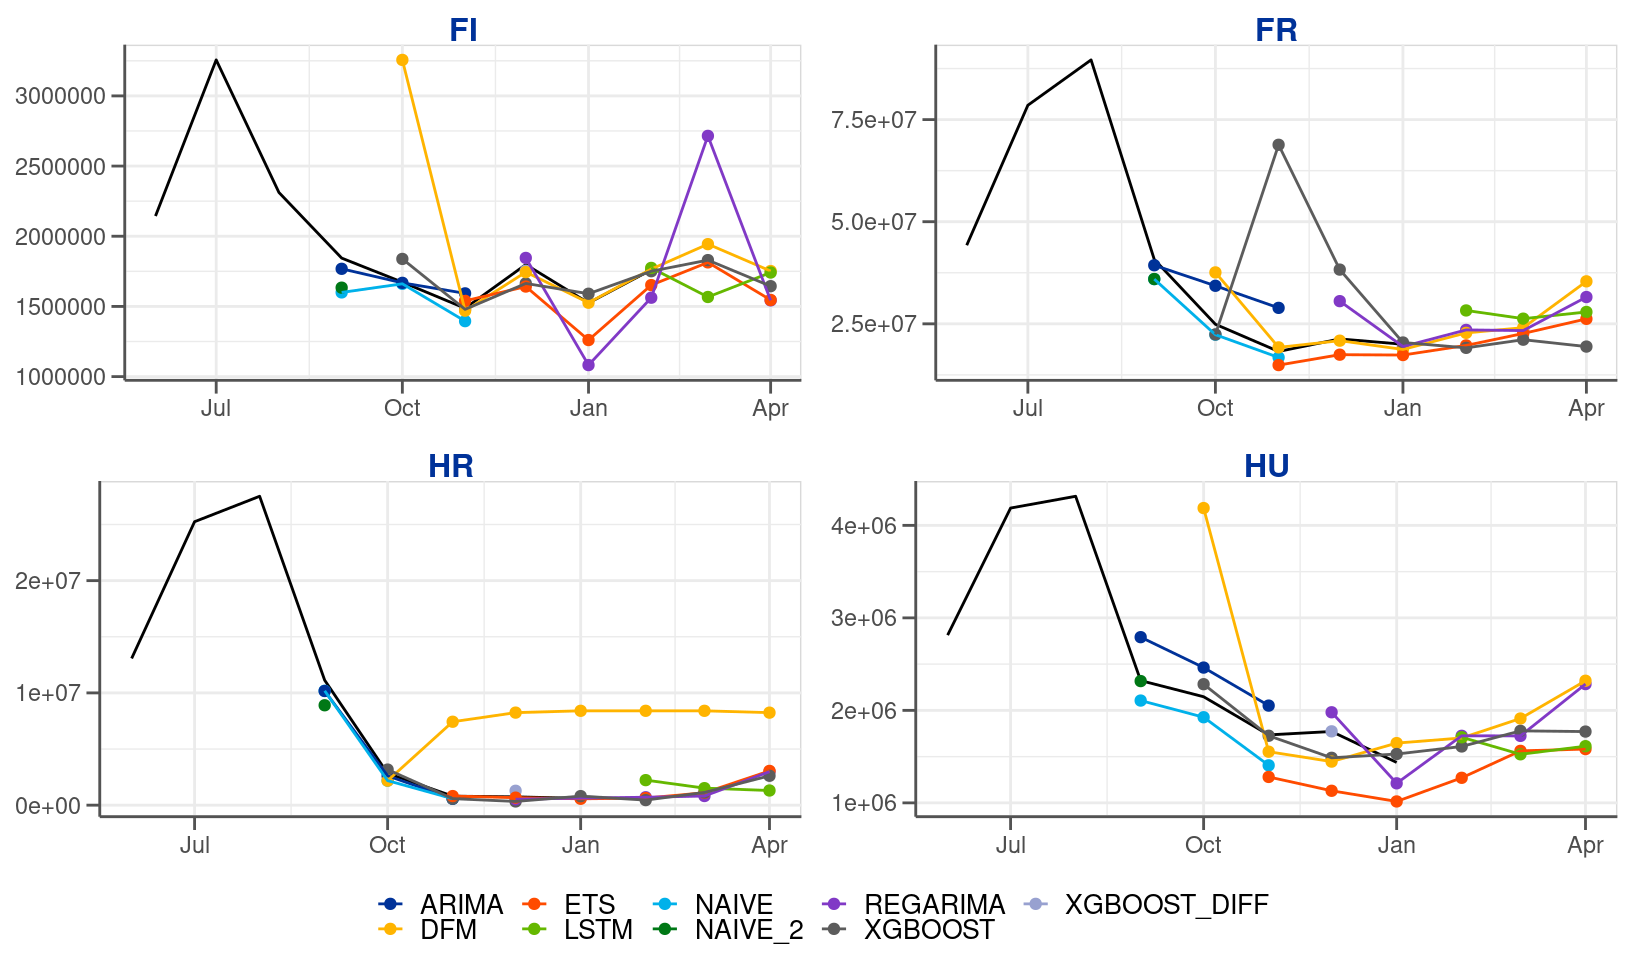 FI
FR
3000000
2500000
2000000
1500000
1000000
Jul Oct Jan Apr
7.5e+07
5.0e+07
2.5e+07
Jul Oct Jan Apr
HR
HU
2e+07
1e+07
0e+00
Jul Oct Jan Apr
4e+06
3e+06
2e+06
1e+06
Jul Oct Jan Apr
ARIMA ETS NAIVE REGARIMA XGBOOST_DIFF
DFM LSTM NAIVE_2 XGBOOST